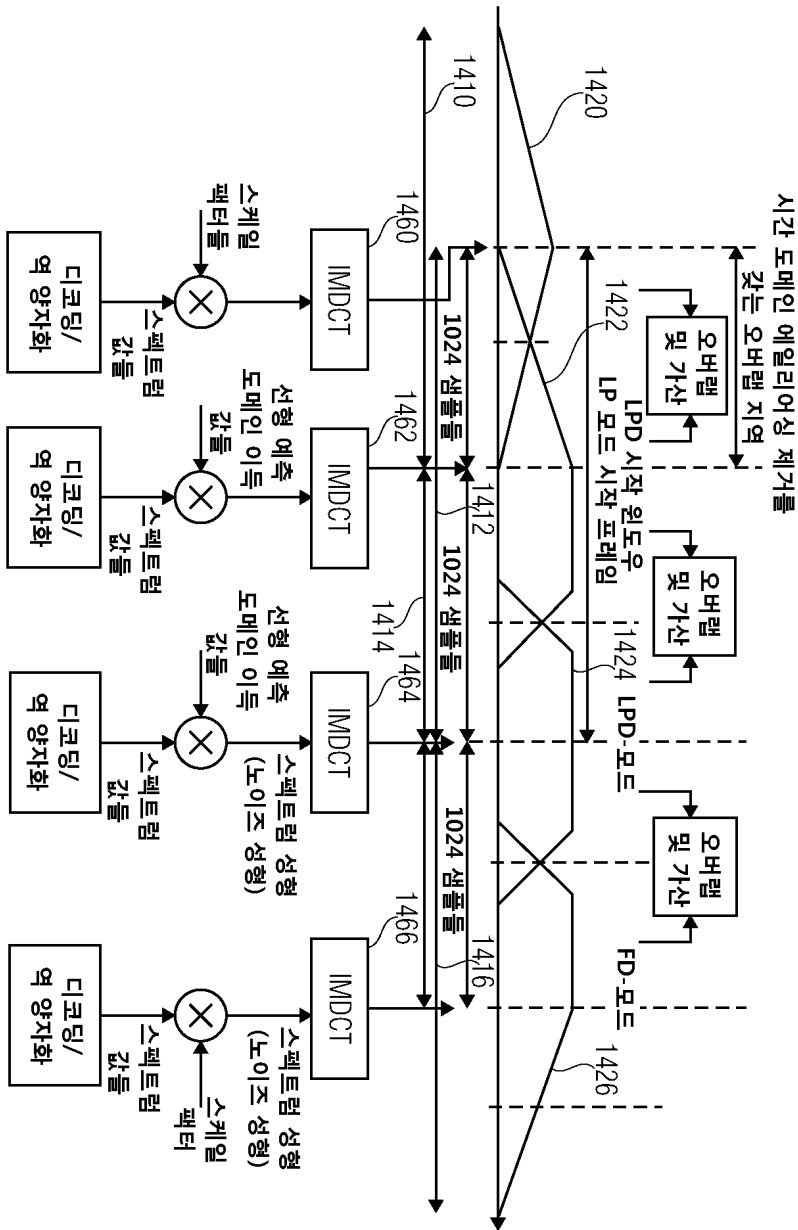 시간 도메인 에일리어싱 제거를
갖는 오버랩 지역
오버랩
및 가산
오버랩
및 가산
오버랩
및 가산
LPD 시작 윈도우
LP 모드 시작 프레임
LPD-모드
FD-모드
1420
1422
1424
1426
1024 샘플들
1024 샘플들
1024 샘플들
1410
1412
1414
1416
1460
IMDCT
1462
IMDCT
1464
IMDCT
1466
IMDCT
스케일
팩터들
선형 예측
도메인 이득
값들
선형 예측
도메인 이득
값들
스펙트럼 성형
(노이즈 성형)
스펙트럼 성형
(노이즈 성형)
스케일
팩터
스펙트럼
값들
스펙트럼
값들
스펙트럼
값들
스펙트럼
값들
디코딩/
역 양자화
디코딩/
역 양자화
디코딩/
역 양자화
디코딩/
역 양자화